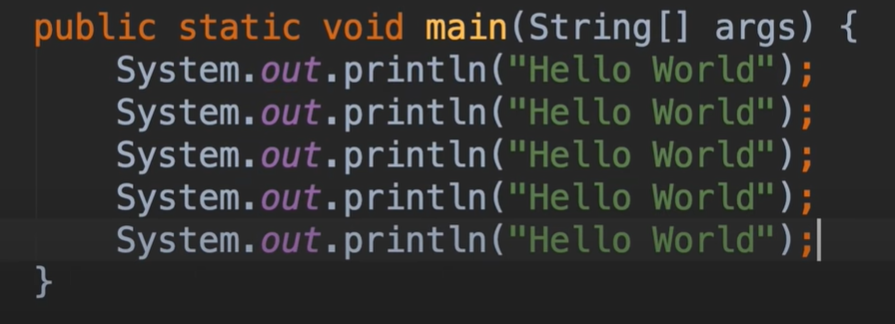 public static void main(String[] args) {
    System.out.println("Hello World");
    System.out.println("Hello World");
    System.out.println("Hello World");
    System.out.println("Hello World");
    System.out.println("Hello World");
}